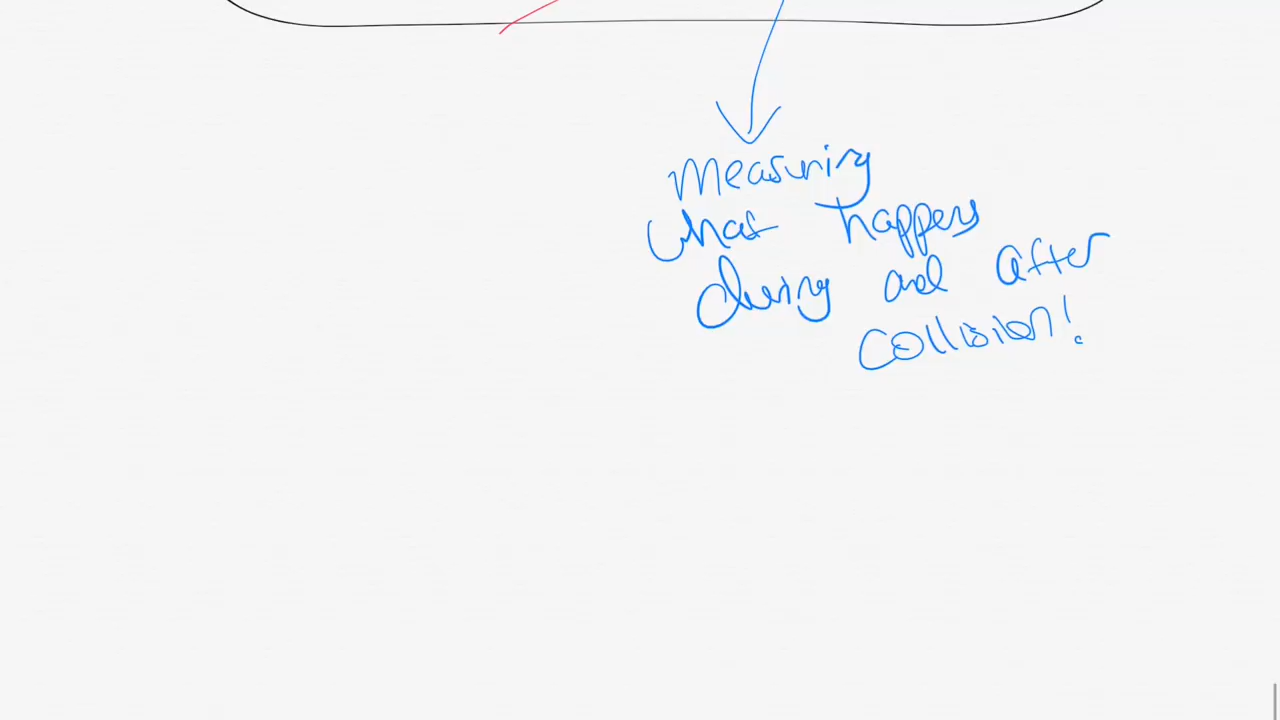 Measuring
what happens
during and after
collision!